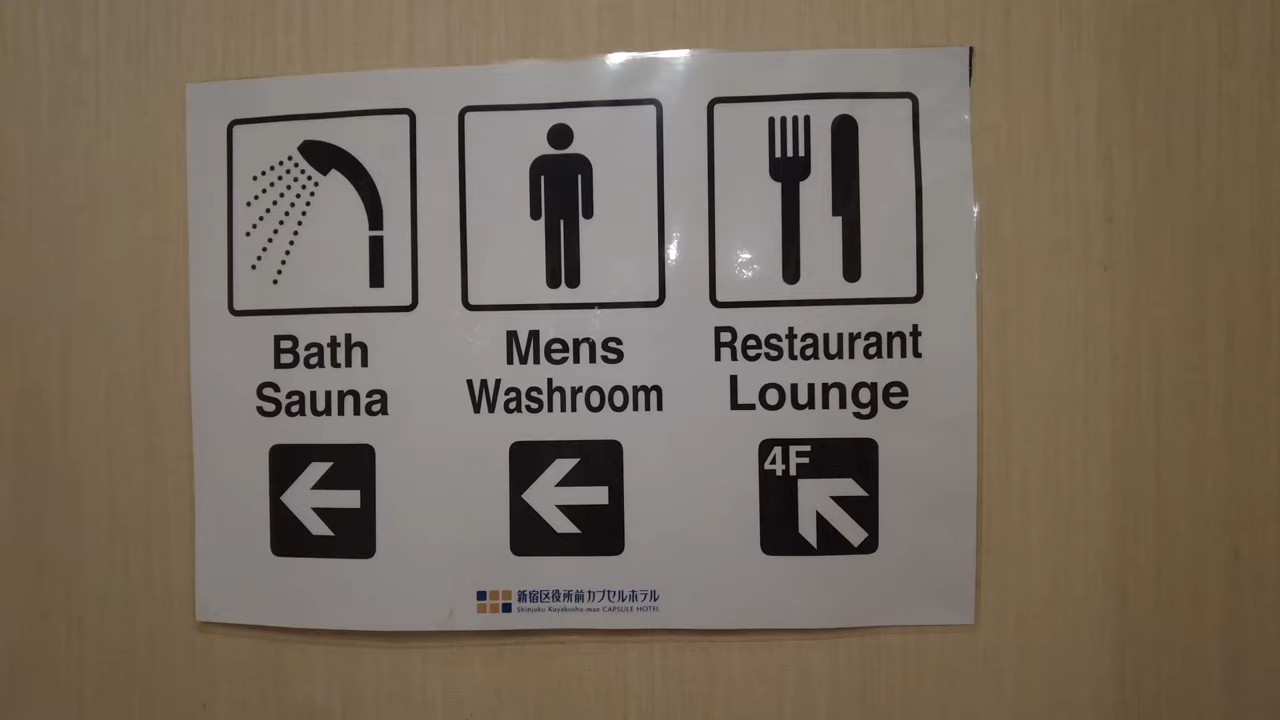 Bath
Sauna
Mens
Washroom
Restaurant
Lounge
4F
新宿区役所前カプセルホテル
Shinjuku Kuyakusho-mae CAPSULE HOTEL